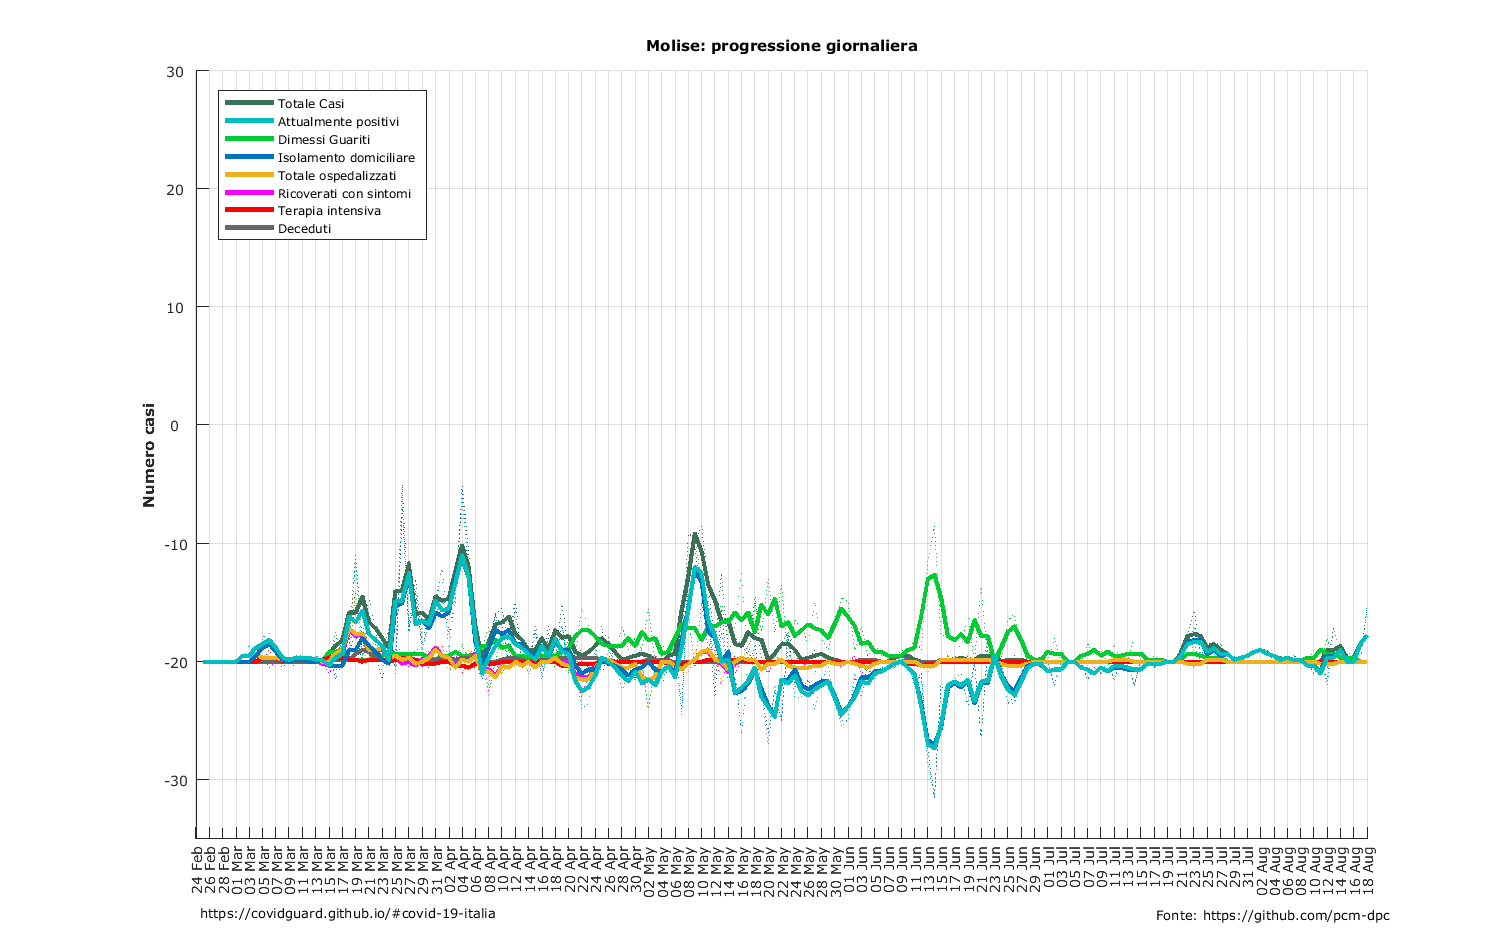 Molise: progressione giornaliera
30
20
10
0
-10
-20
-30
Numero casi
Totale Casi
Attualmente positivi
Dimessi Guariti
Isolamento domiciliare
Totale ospedalizzati
Ricoverati con sintomi
Terapia intensiva
Deceduti
24 Feb
26 Feb
28 Feb
01 Mar
03 Mar
05 Mar
07 Mar
09 Mar
11 Mar
13 Mar
15 Mar
17 Mar
19 Mar
21 Mar
23 Mar
25 Mar
27 Mar
29 Mar
31 Mar
02 Apr
04 Apr
06 Apr
08 Apr
10 Apr
12 Apr
14 Apr
16 Apr
18 Apr
20 Apr
22 Apr
24 Apr
26 Apr
28 Apr
30 Apr
02 May
04 May
06 May
08 May
10 May
12 May
14 May
16 May
18 May
20 May
22 May
24 May
26 May
28 May
30 May
01 Jun
03 Jun
05 Jun
07 Jun
09 Jun
11 Jun
13 Jun
15 Jun
17 Jun
19 Jun
21 Jun
23 Jun
25 Jun
27 Jun
29 Jun
01 Jul
03 Jul
05 Jul
07 Jul
09 Jul
11 Jul
13 Jul
15 Jul
17 Jul
19 Jul
21 Jul
23 Jul
25 Jul
27 Jul
29 Jul
31 Jul
02 Aug
04 Aug
06 Aug
08 Aug
10 Aug
12 Aug
14 Aug
16 Aug
18 Aug
https://covidguard.github.io/#covid-19-italia
Fonte: https://github.com/pcm-dpc